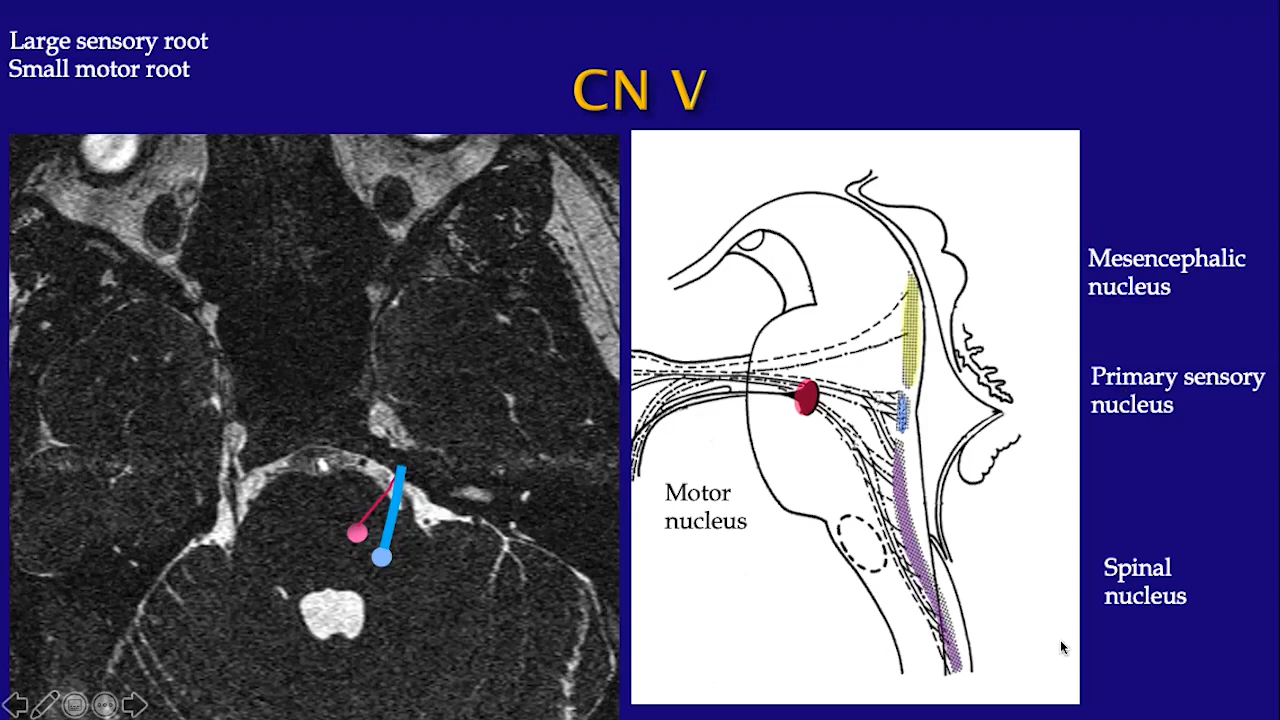 Large sensory root
Small motor root
CN V
Mesencephalic
nucleus
Primary sensory
nucleus
Motor
nucleus
Spinal
nucleus